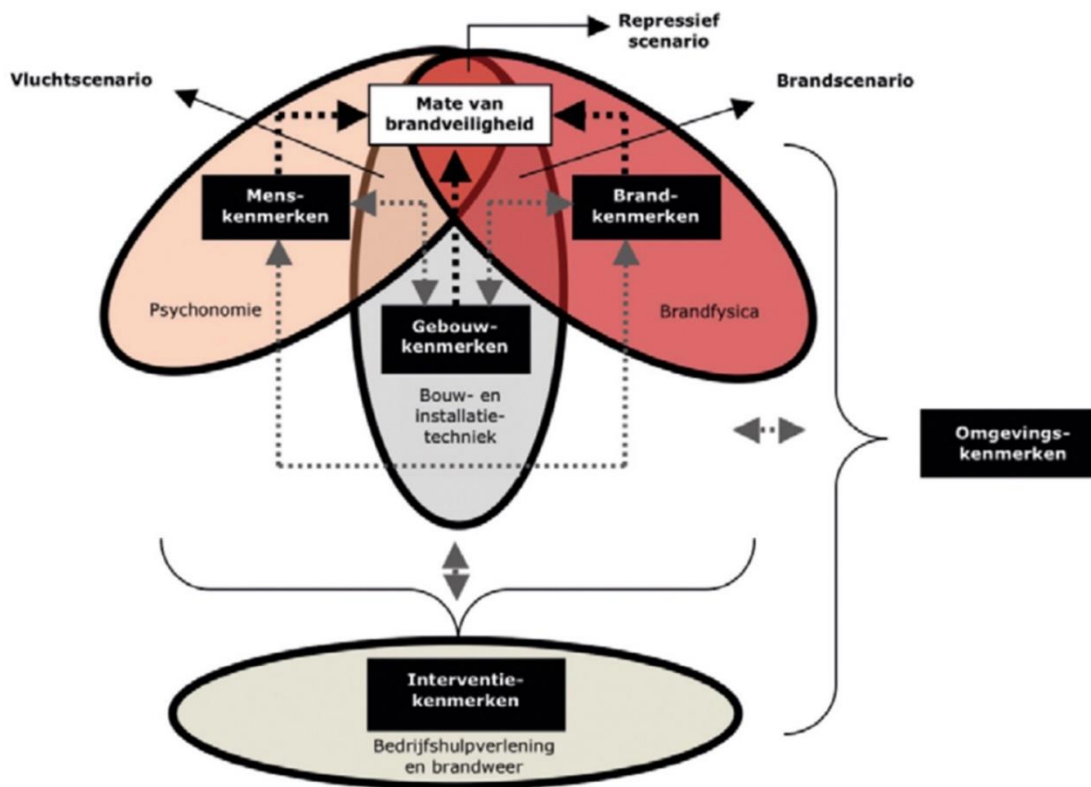 Repressief
scenario
Vluchtscenario
Brandscenario
Mate van
brandveiligheid
Mens-
kenmerken
Brand-
kenmerken
Psychonomie
Brandfysica
Gebouw-
kenmerken
Bouw- en
installatie-
techniek
Omgevings-
kenmerken
Interventie-
kenmerken
Bedrijfshulpverlening
en brandweer